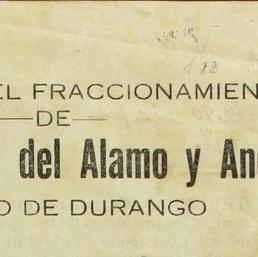 EL FRACCIONAMIEN
DE
del Alamo y An
O DE DURANGO